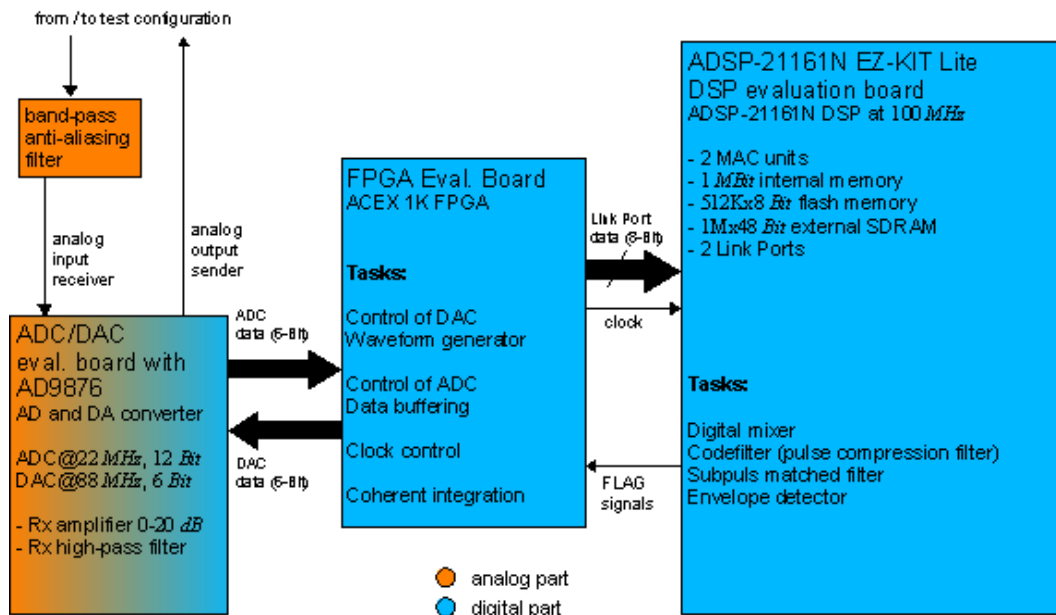 from / to test configuration
band-pass
anti-aliasing
filter
analog
input
receiver
analog
output
sender
ADC/DAC
eval. board with
AD9876
AD and DA converter
ADC@22 MHz, 12 Bit
DAC@88 MHz, 6 Bit
- Rx amplifier 0-20 dB
- Rx high-pass filter
ADC
data (6-Bit)
DAC
data (6-Bit)
FPGA Eval. Board
ACEX 1K FPGA
Tasks:
Control of DAC
Waveform generator
Control of ADC
Data buffering
Clock control
Coherent integration
Link Port
data (8-Bit)
clock
FLAG
signals
ADSP-21161N EZ-KIT Lite
DSP evaluation board
ADSP-21161N DSP at 100 MHz
- 2 MAC units
- 1 MBit internal memory
- 512Kx8 Bit flash memory
- 1Mx48 Bit external SDRAM
- 2 Link Ports
Tasks:
Digital mixer
Codefilter (pulse compression filter)
Subpuls matched filter
Envelope detector
analog part
digital part